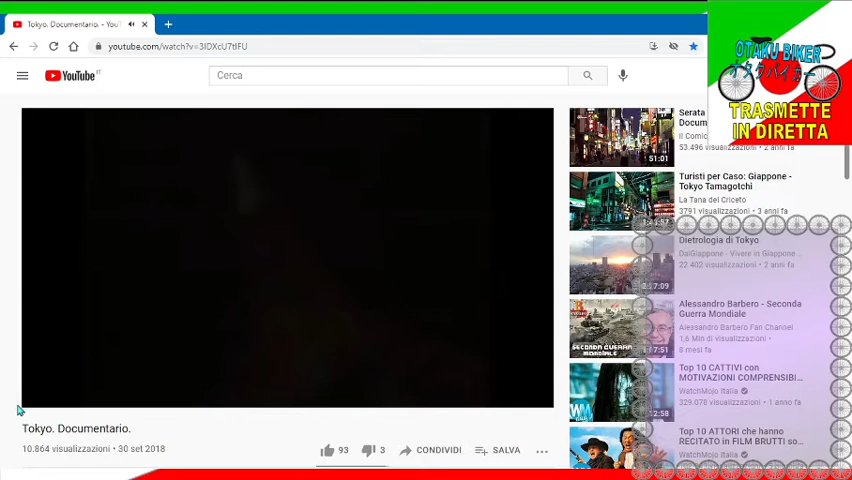 Tokyo. Documentario. - YouT
youtube.com/watch?v=3IDXcU7tIFU
YouTube IT
Cerca
OTAKU BIKER
オタクバイカー
TRASMETTE
IN DIRETTA
Serata
Docum
Il Comic
53.496 visualizzazioni • 2 anni fa
51:01
Turisti per Caso: Giappone -
Tokyo Tamagotchi
La Tana del Criceto
3791 visualizzazioni • 3 anni fa
Dietrologia di Tokyo
DaiGiappone - Vivere in Giappone ...
22.402 visualizzazioni • 2 anni fa
Alessandro Barbero - Seconda
Guerra Mondiale
Alessandro Barbero Fan Channel
1,6 Mln di visualizzazioni •
8 mesi fa
SECONDA GUERRA
MONDIALE
Top 10 CATTIVI con
MOTIVAZIONI COMPRENSIBI...
WatchMojo Italia
329.078 visualizzazioni • 1 anno fa
12:58
Top 10 ATTORI che hanno
RECITATO in FILM BRUTTI so...
WatchMojo Italia
Tokyo. Documentario.
10.864 visualizzazioni • 30 set 2018
93
3
CONDIVIDI
SALVA